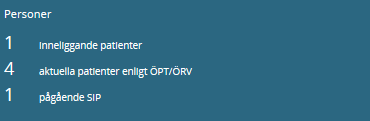 Personer
1 inneliggande patienter
4 aktuella patienter enligt ÖPT/ÖRV
1 pågående SIP